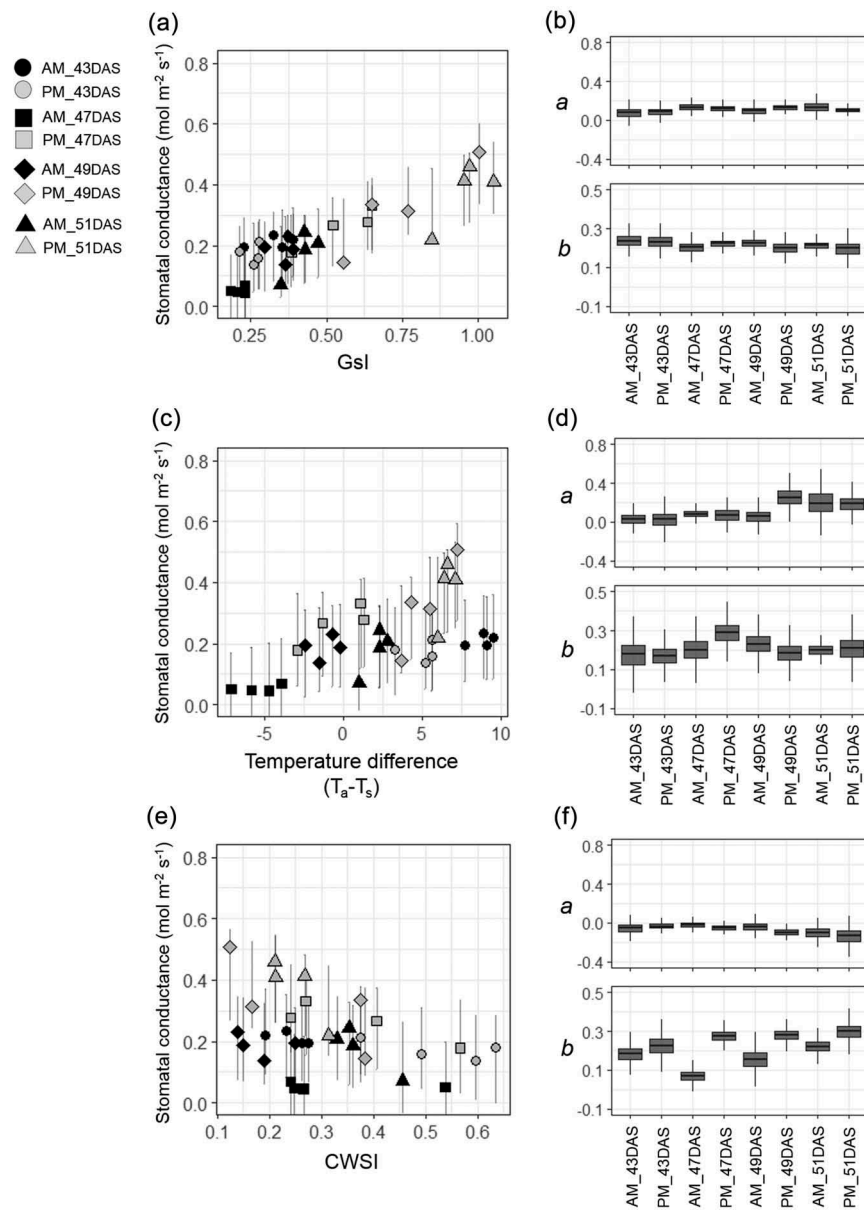 AM_43DAS
PM_43DAS
AM_47DAS
PM_47DAS
AM_49DAS
PM_49DAS
AM_51DAS
PM_51DAS
(a)
Stomatal conductance (mol m⁻² s⁻¹)
0.8
0.6
0.4
0.2
0.0
0.25
0.50
0.75
1.00
GsI
(b)
a
0.8
0.4
0.0
-0.4
b
0.5
0.3
0.1
-0.1
AM_43DAS
PM_43DAS
AM_47DAS
PM_47DAS
AM_49DAS
PM_49DAS
AM_51DAS
PM_51DAS
(c)
Stomatal conductance (mol m⁻² s⁻¹)
0.8
0.6
0.4
0.2
0.0
-5
0
5
10
Temperature difference
(Tₐ-Tₛ)
(d)
a
0.8
0.4
0.0
-0.4
b
0.5
0.3
0.1
-0.1
AM_43DAS
PM_43DAS
AM_47DAS
PM_47DAS
AM_49DAS
PM_49DAS
AM_51DAS
PM_51DAS
(e)
Stomatal conductance (mol m⁻² s⁻¹)
0.8
0.6
0.4
0.2
0.0
0.1
0.2
0.3
0.4
0.5
0.6
CWSI
(f)
a
0.8
0.4
0.0
-0.4
b
0.5
0.3
0.1
-0.1
AM_43DAS
PM_43DAS
AM_47DAS
PM_47DAS
AM_49DAS
PM_49DAS
AM_51DAS
PM_51DAS